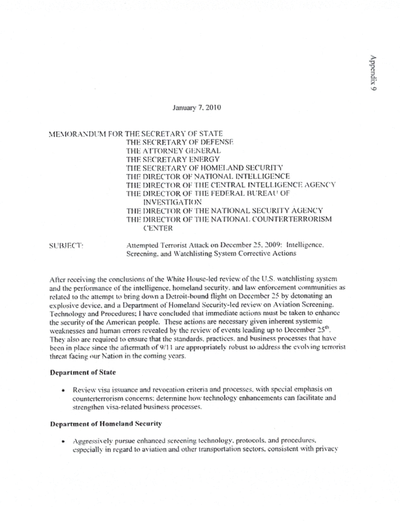 Appendix 9
January 7, 2010
MEMORANDUM FOR THE SECRETARY OF STATE
THE SECRETARY OF DEFENSE
THE ATTORNEY GENERAL
THE SECRETARY ENERGY
THE SECRETARY OF HOMELAND SECURITY
THE DIRECTOR OF NATIONAL INTELLIGENCE
THE DIRECTOR OF THE CENTRAL INTELLIGENCE AGENCY
THE DIRECTOR OF THE FEDERAL BUREAU OF
INVESTIGATION
THE DIRECTOR OF THE NATIONAL SECURITY AGENCY
THE DIRECTOR OF THE NATIONAL COUNTERTERRORISM
CENTER
SUBJECT: Attempted Terrorist Attack on December 25, 2009: Intelligence,
Screening, and Watchlisting System Corrective Actions
After receiving the conclusions of the White House-led review of the U.S. watchlisting system
and the performance of the intelligence, homeland security, and law enforcement communities as
related to the attempt to bring down a Detroit-bound flight on December 25 by detonating an
explosive device, and a Department of Homeland Security-led review on Aviation Screening,
Technology and Procedures; I have concluded that immediate actions must be taken to enhance
the security of the American people. These actions are necessary given inherent systemic
weaknesses and human errors revealed by the review of events leading up to December 25th.
They also are required to ensure that the standards, practices, and business processes that have
been in place since the aftermath of 9/11 are appropriately robust to address the evolving terrorist
threat facing our Nation in the coming years.
Department of State
• Review visa issuance and revocation criteria and processes, with special emphasis on
counterterrorism concerns; determine how technology enhancements can facilitate and
strengthen visa-related business processes.
Department of Homeland Security
• Aggressively pursue enhanced screening technology, protocols, and procedures,
especially in regard to aviation and other transportation sectors, consistent with privacy